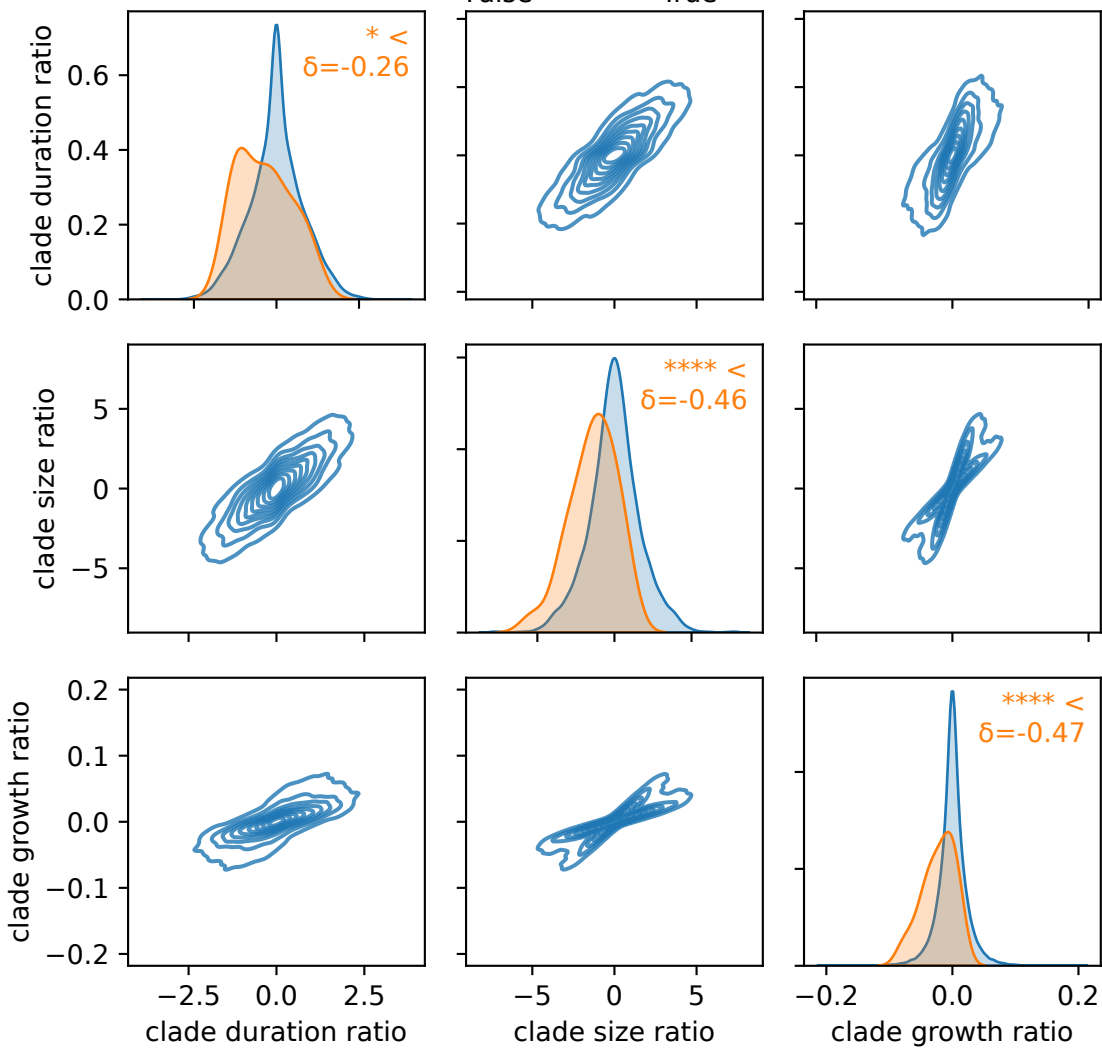 clade duration ratio
0.6
0.4
0.2
0.0
* <
δ=-0.26
clade size ratio
5
0
−5
**** <
δ=-0.46
clade growth ratio
0.2
0.1
0.0
−0.1
−0.2
**** <
δ=-0.47
−2.5 0.0 2.5
−5 0 5
−0.2 0.0 0.2
clade duration ratio
clade size ratio
clade growth ratio